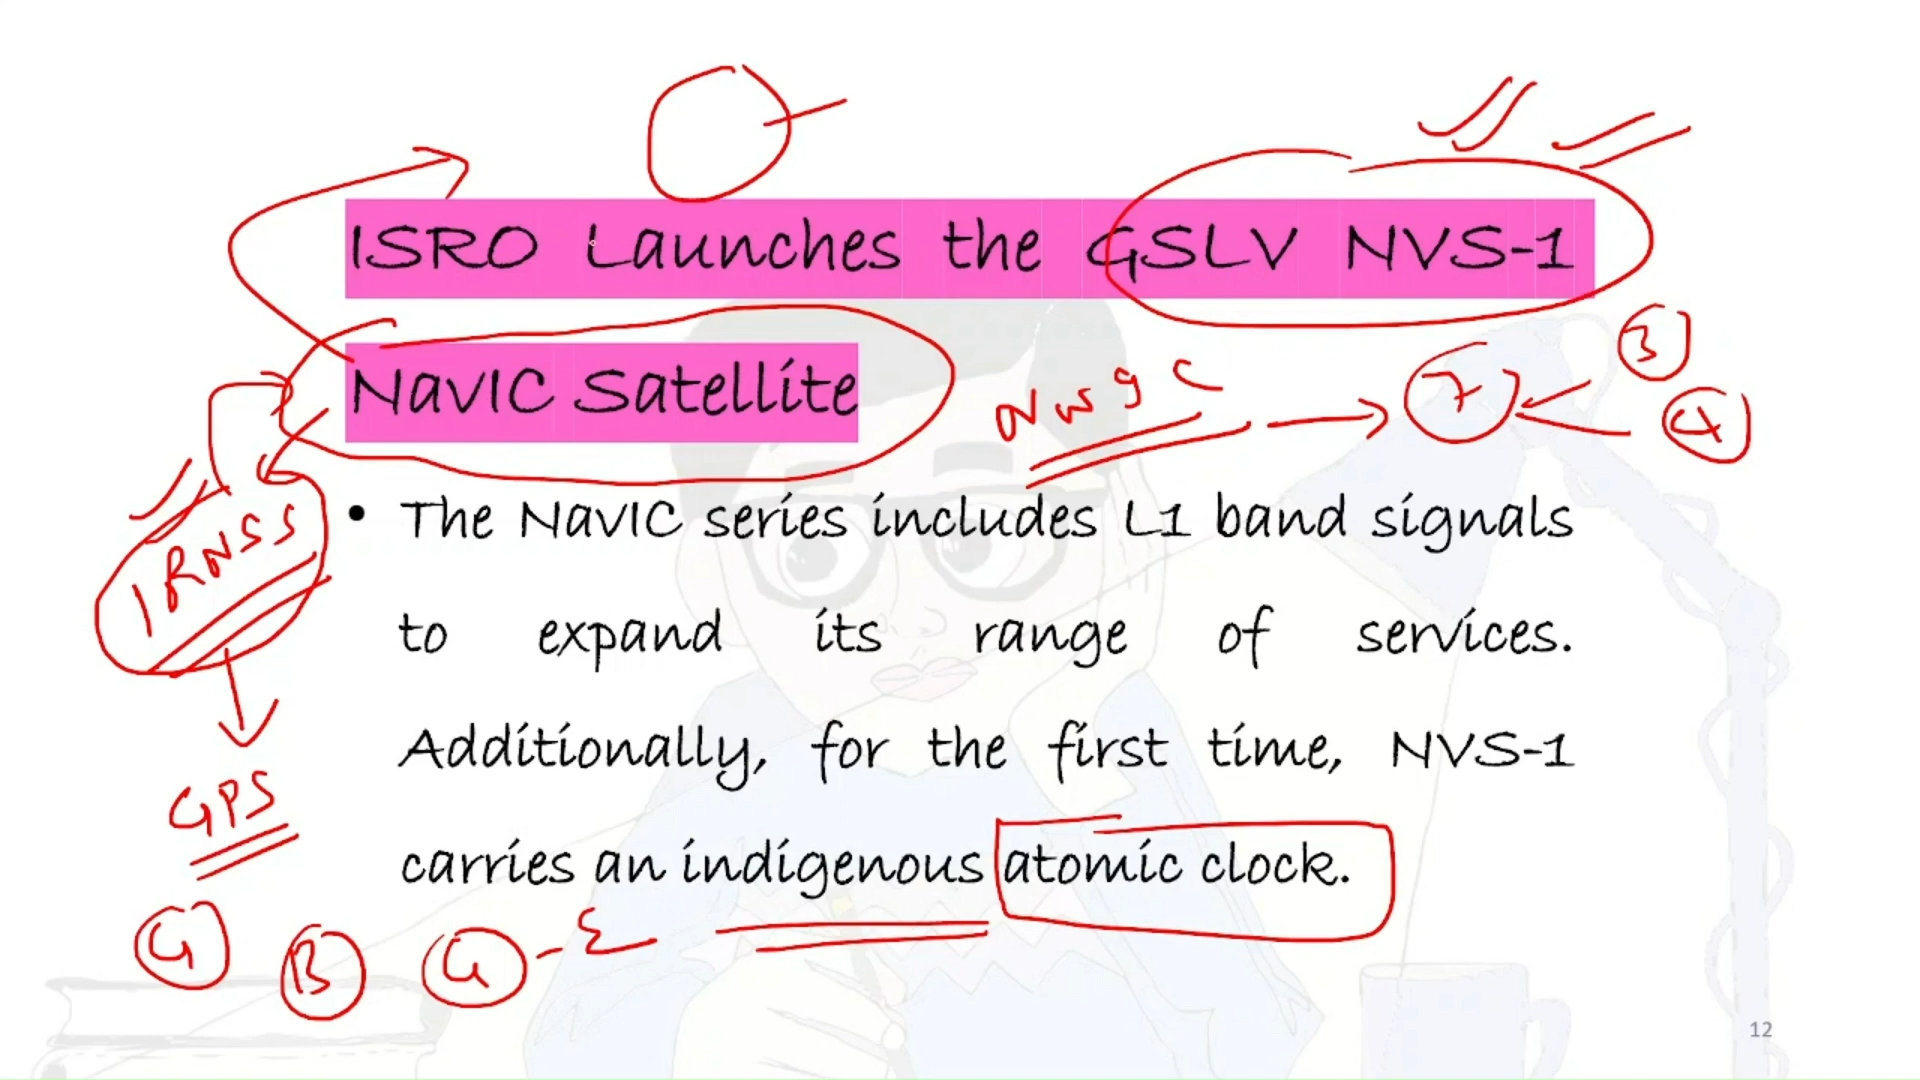 ISRO Launches the GSLV NVS-1
NavIC Satellite
3
7
4
IRNSS
• The NavIC series includes L1 band signals
to expand its range of services.
Additionally, for the first time, NVS-1
carries an indigenous atomic clock.
GPS
G B G - E
12